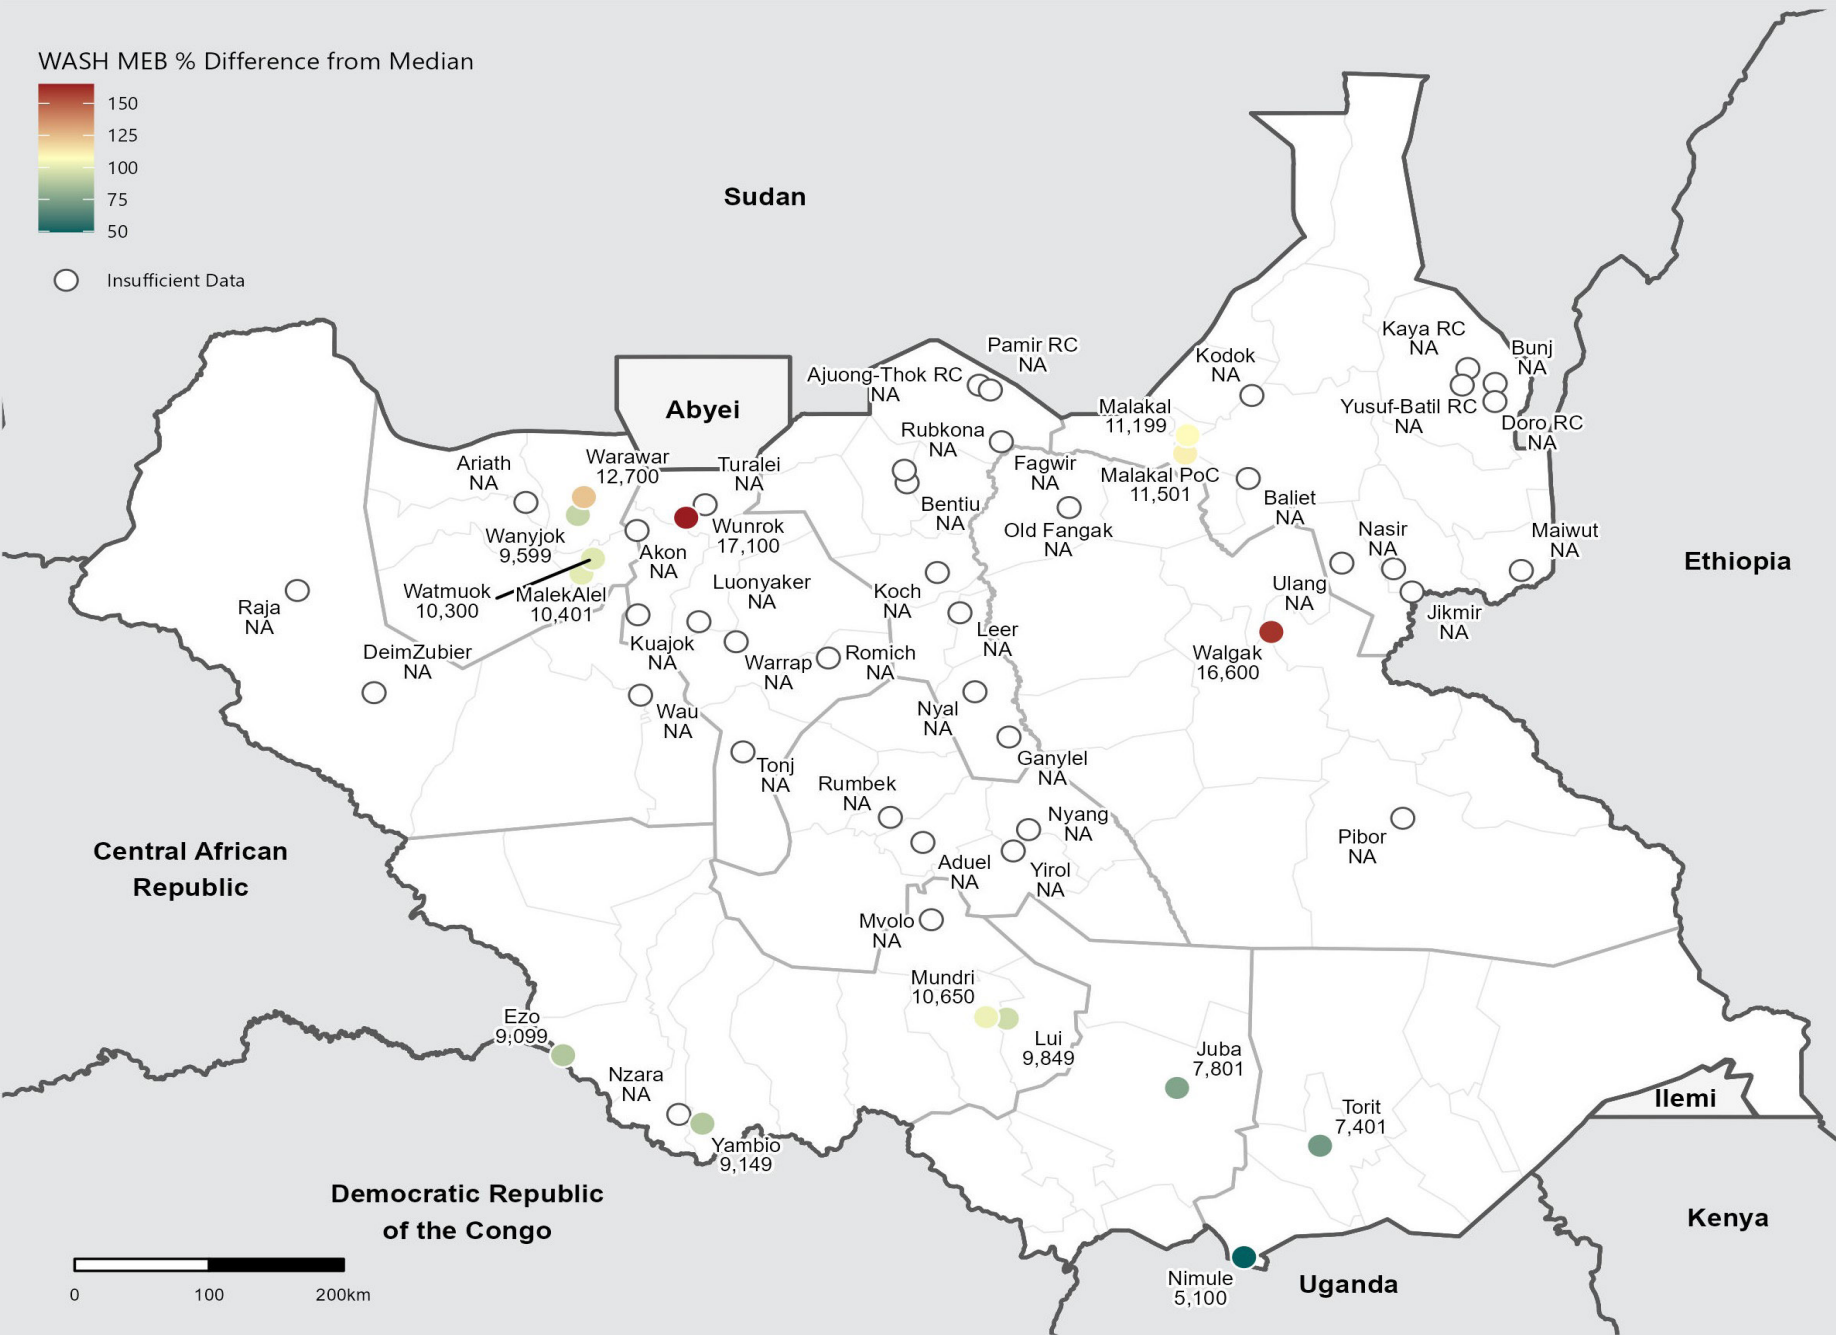 WASH MEB % Difference from Median
150
125
100
75
50
Insufficient Data
Sudan
Abyei
Ethiopia
Central African
Republic
Democratic Republic
of the Congo
Uganda
Kenya
Ilemi
Pamir RC
NA
Ajuong-Thok RC
NA
Kaya RC
NA
Bunj
NA
Kodok
NA
Yusuf-Batil RC
NA
Doro RC
NA
Malakal
11,199
Malakal PoC
11,501
Rubkona
NA
Bentiu
NA
Fagwir
NA
Old Fangak
NA
Baliet
NA
Nasir
NA
Maiwut
NA
Ulang
NA
Jikmir
NA
Walgak
16,600
Ariath
NA
Warawar
12,700
Turalei
NA
Wanyjok
9,599
Wunrok
17,100
Akon
NA
Watmuok
10,300
MalekAlel
10,401
Luonyaker
NA
Koch
NA
Leer
NA
Raja
NA
DeimZubier
NA
Kuajok
NA
Warrap
NA
Romich
NA
Wau
NA
Nyal
NA
Tonj
NA
Ganylel
NA
Rumbek
NA
Nyang
NA
Aduel
NA
Yirol
NA
Pibor
NA
Mvolo
NA
Mundri
10,650
Lui
9,849
Ezo
9,099
Nzara
NA
Yambio
9,149
Juba
7,801
Torit
7,401
Nimule
5,100
0
100
200km